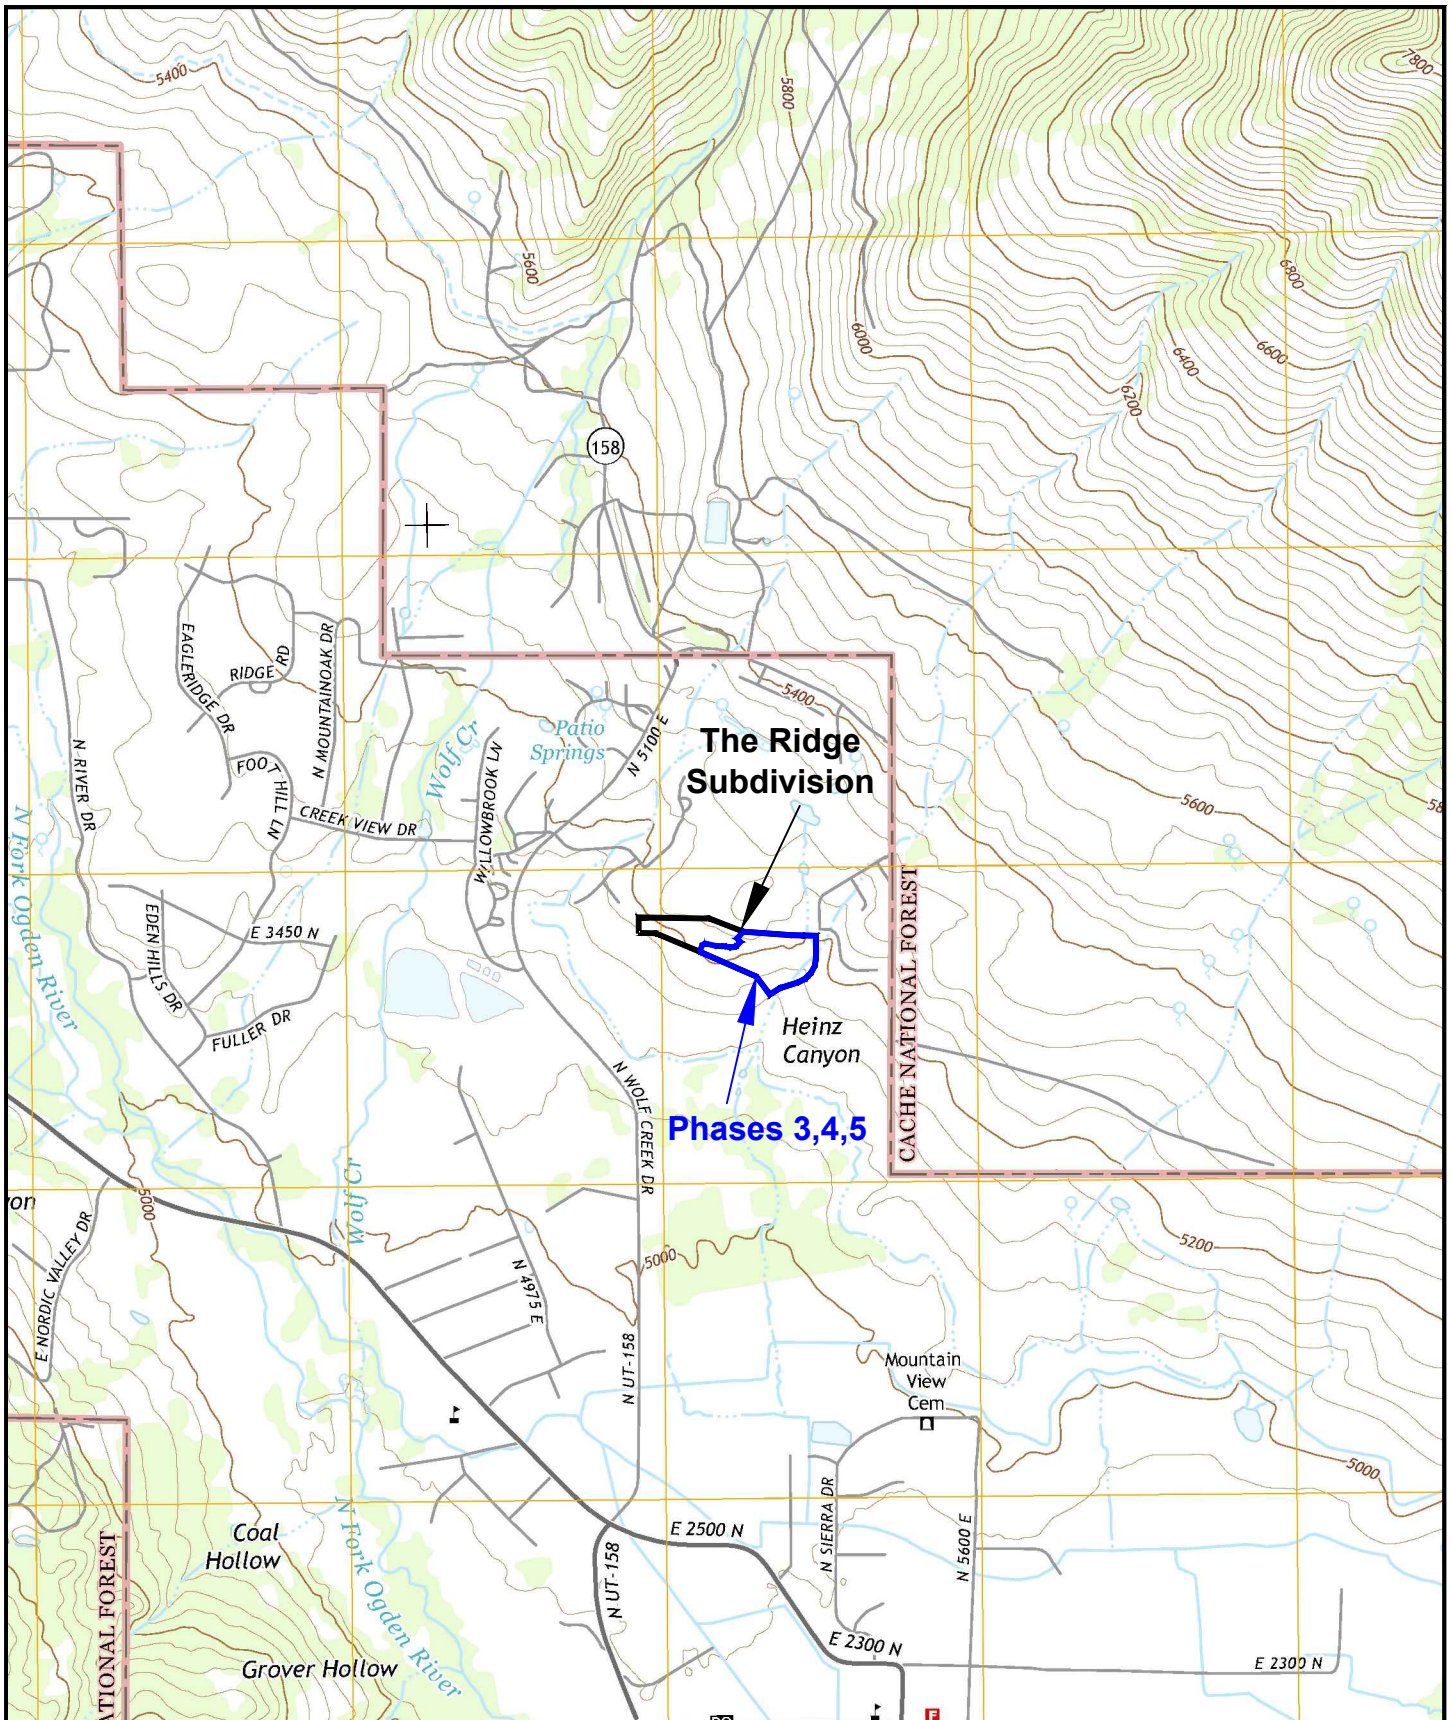 5400
5800
7800
5600
6800
6000
6400
6600
6200
158
EAGLERIDGE DR
RIDGE RD
N MOUNTAINOAK DR
5400
N RIVER DR
FOOT HILL LN
Wolf Cr
Patio
Springs
N 5100 E
The Ridge
Subdivision
WILLOWBROOK LN
CREEK VIEW DR
5600
58
N Fork Ogden River
EDEN HILLS DR
E 3450 N
FULLER DR
CACHE NATIONAL FOREST
Heinz
Canyon
N WOLF CREEK DR
Phases 3,4,5
Wolf Cr
5000
yon
E NORDIC VALLEY DR
5200
5000
N 4975 E
N UT-158
Mountain
View
Cem
5000
N SIERRA DR
N 5600 E
E 2500 N
Coal
Hollow
N Fork Ogden River
N UT-158
E 2300 N
E 2300 N
Grover Hollow
ATIONAL FOREST
F